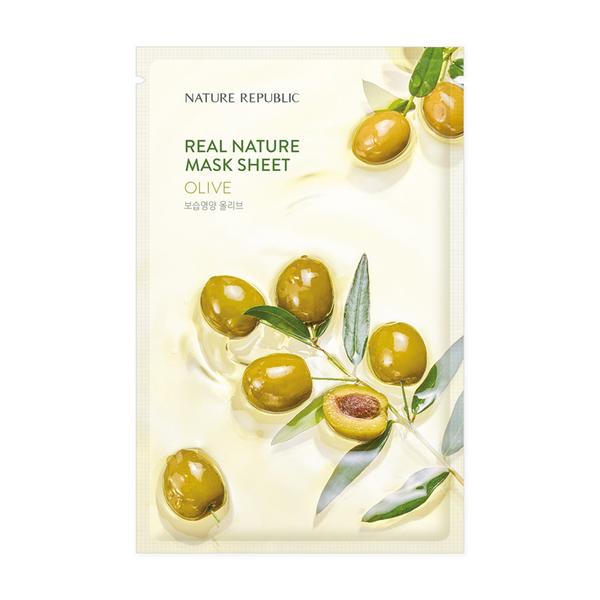 NATURE REPUBLIC
REAL NATURE
MASK SHEET
OLIVE
보습영양 올리브